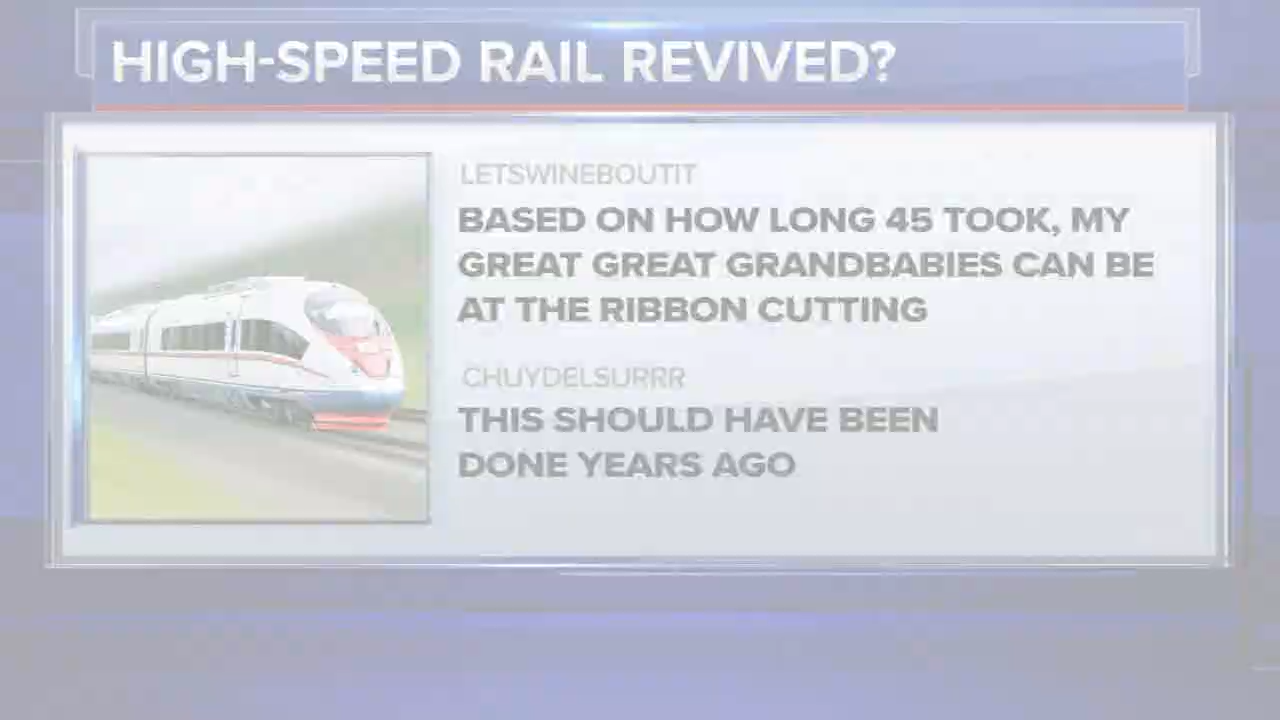 HIGH-SPEED RAIL REVIVED?
LETSWINEBOUTIT
BASED ON HOW LONG 45 TOOK, MY
GREAT GREAT GRANDBABIES CAN BE
AT THE RIBBON CUTTING
CHUYDELSURRR
THIS SHOULD HAVE BEEN
DONE YEARS AGO